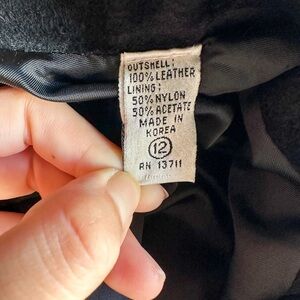 OUTSHELL:
100% LEATHER
LINING:
50% NYLON
50% ACETATE
MADE IN
KOREA
12
RN 13711